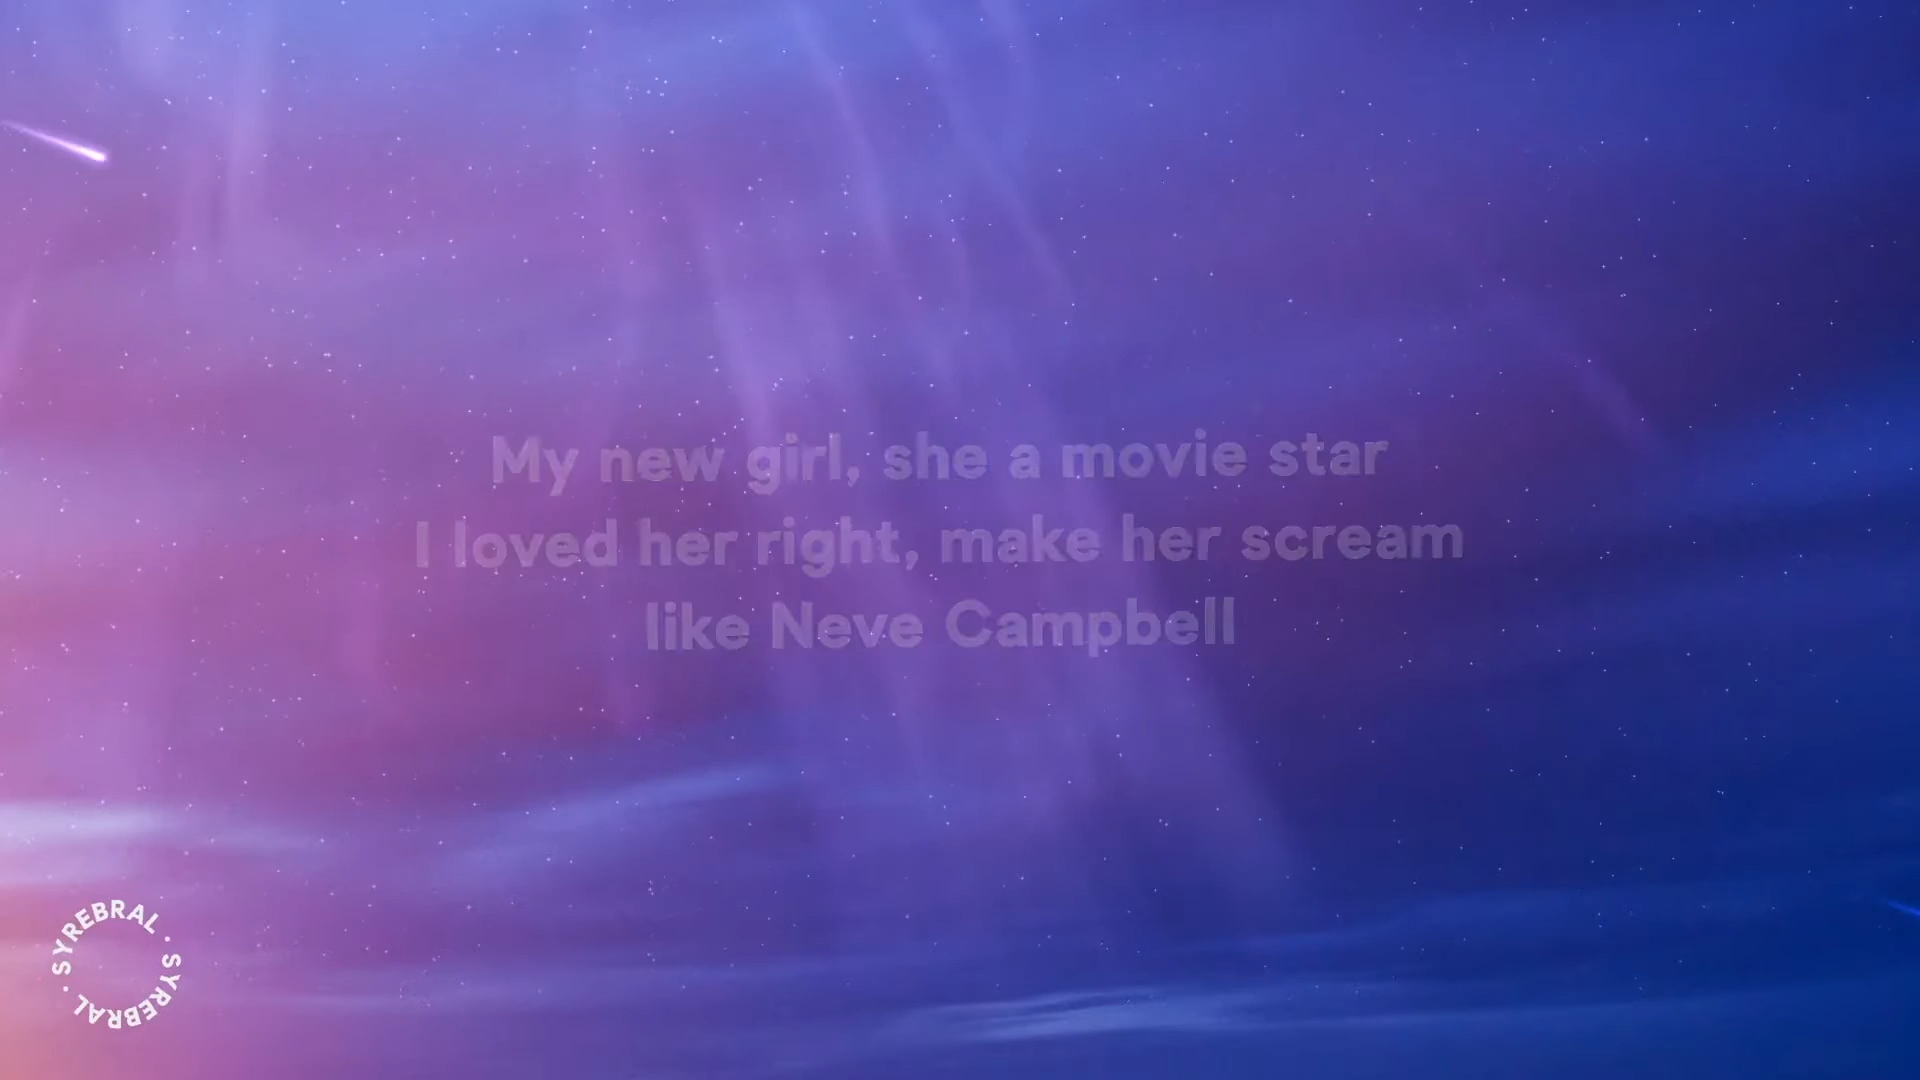 My new girl, she a movie star
I loved her right, make her scream
like Neve Campbell
SYREBRAL · SYREBRAL ·